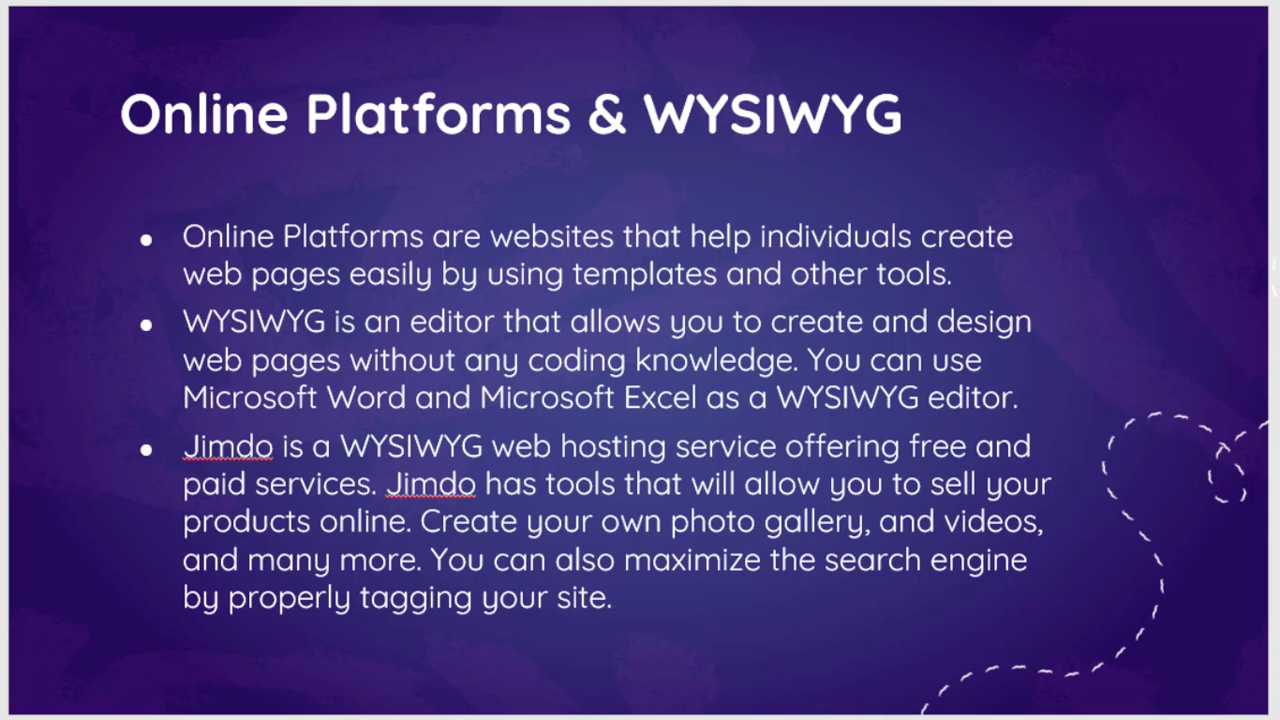 Online Platforms & WYSIWYG
● Online Platforms are websites that help individuals create
web pages easily by using templates and other tools.
● WYSIWYG is an editor that allows you to create and design
web pages without any coding knowledge. You can use
Microsoft Word and Microsoft Excel as a WYSIWYG editor.
● Jimdo is a WYSIWYG web hosting service offering free and
paid services. Jimdo has tools that will allow you to sell your
products online. Create your own photo gallery, and videos,
and many more. You can also maximize the search engine
by properly tagging your site.